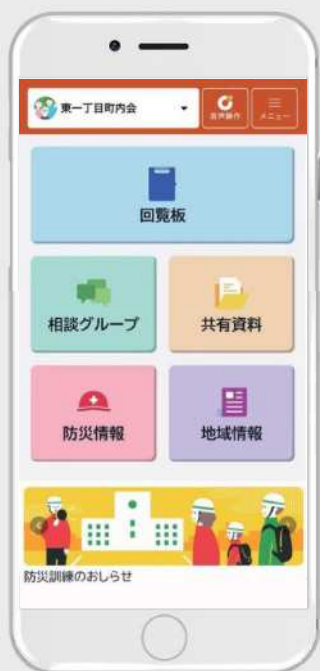 東一丁目町内会
音声操作
メニュー
回覧板
相談グループ
共有資料
防災情報
地域情報
防災訓練のおしらせ